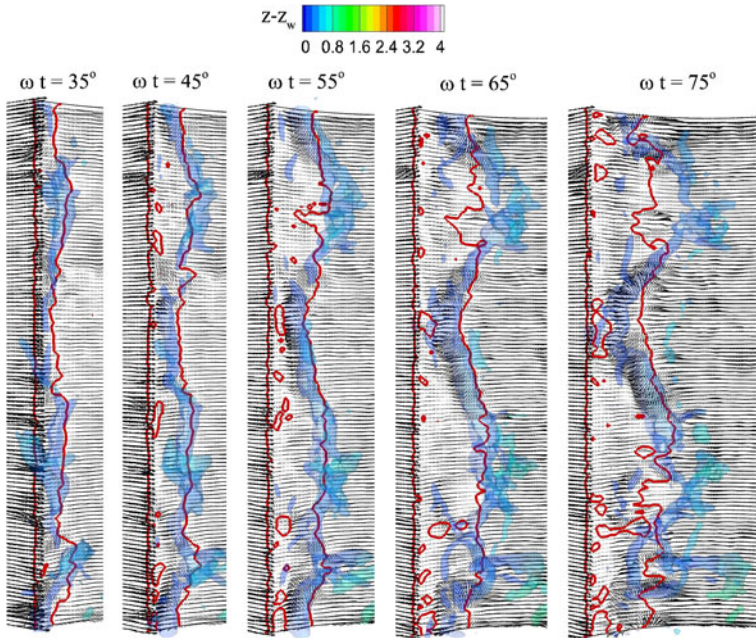 z-z_w
0 0.8 1.6 2.4 3.2 4
ω t = 35° ω t = 45° ω t = 55° ω t = 65° ω t = 75°